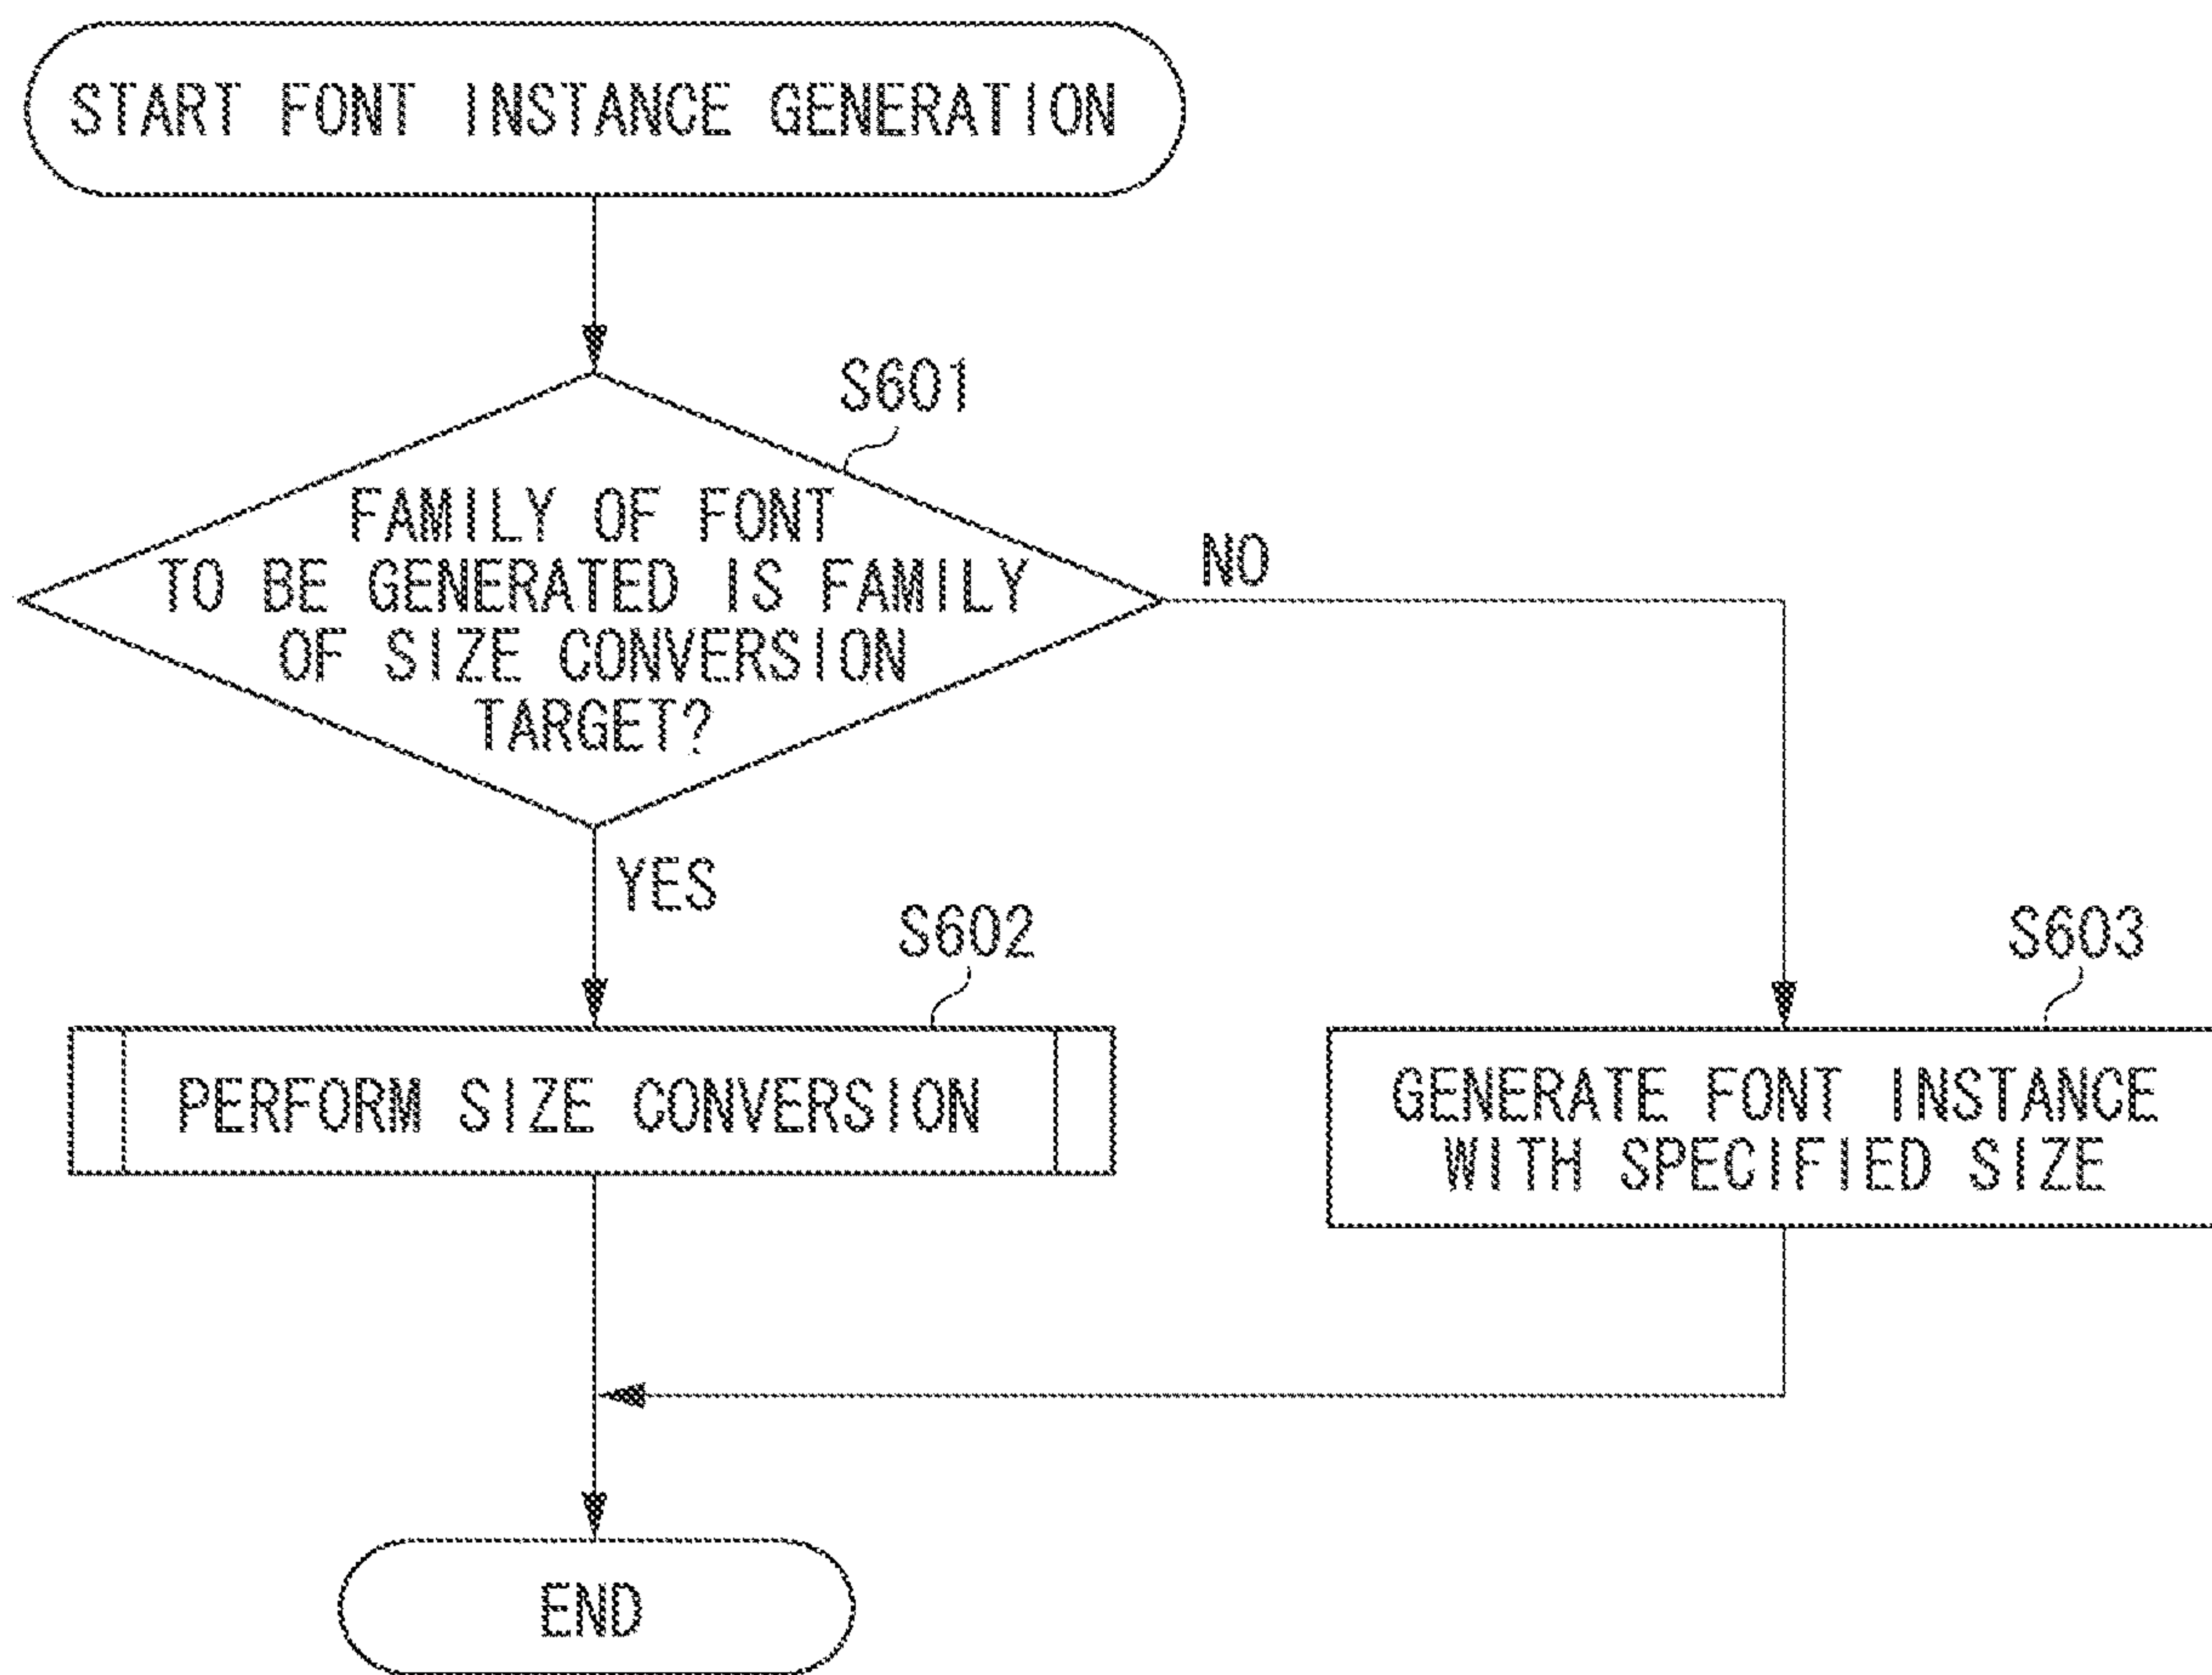 START FONT INSTANCE GENERATION
S601
FAMILY OF FONT
TO BE GENERATED IS FAMILY
OF SIZE CONVERSION
TARGET?
NO
YES
S602
PERFORM SIZE CONVERSION
S603
GENERATE FONT INSTANCE
WITH SPECIFIED SIZE
END